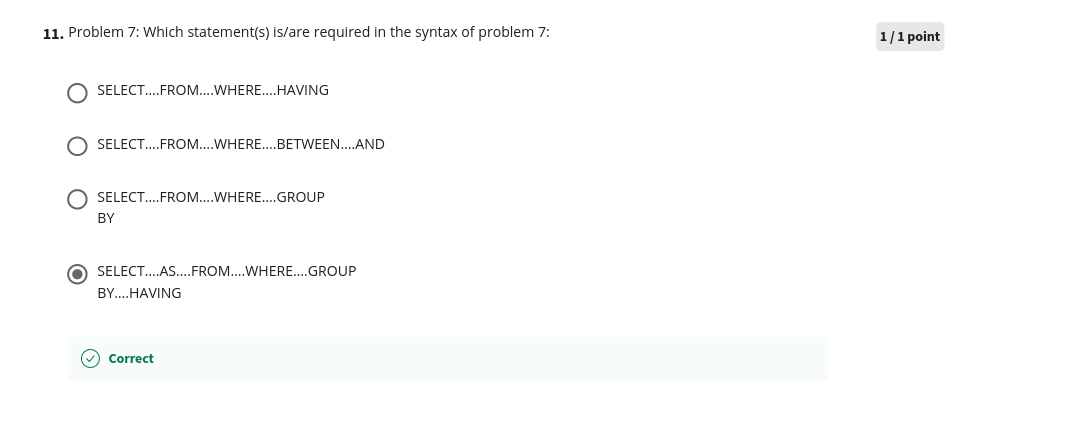 11. Problem 7: Which statement(s) is/are required in the syntax of problem 7:
1 / 1 point
SELECT....FROM....WHERE....HAVING
SELECT....FROM....WHERE....BETWEEN....AND
SELECT....FROM....WHERE....GROUP
BY
SELECT....AS....FROM....WHERE....GROUP
BY....HAVING
Correct